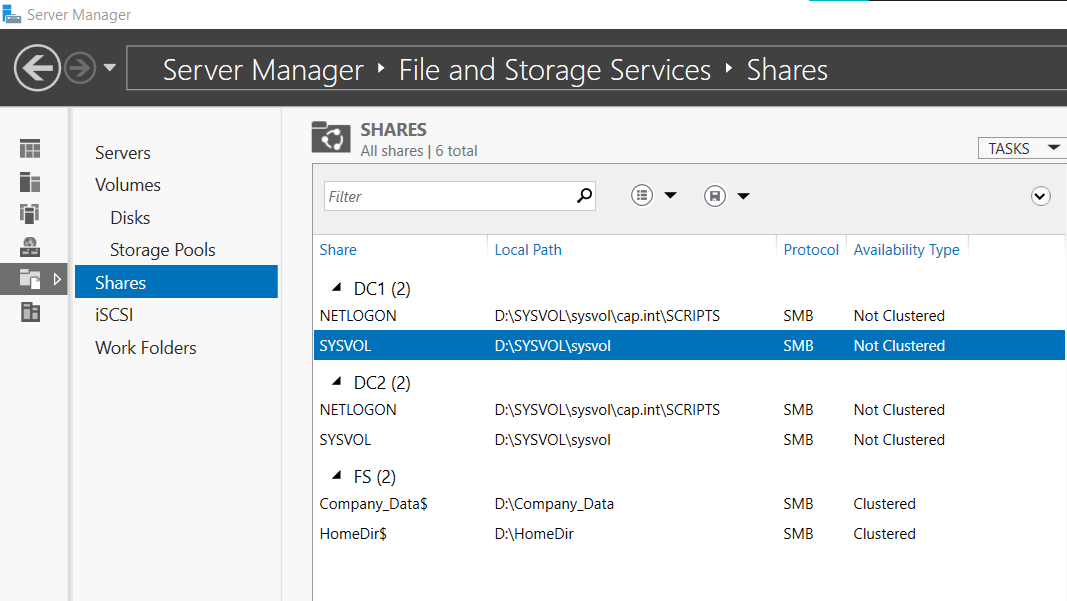 Server Manager
Server Manager ‣ File and Storage Services ‣ Shares
Servers
Volumes
Disks
Storage Pools
Shares
iSCSI
Work Folders
SHARES
All shares | 6 total
TASKS
Filter
Share Local Path Protocol Availability Type
DC1 (2)
NETLOGON D:\SYSVOL\sysvol\cap.int\SCRIPTS SMB Not Clustered
SYSVOL D:\SYSVOL\sysvol SMB Not Clustered
DC2 (2)
NETLOGON D:\SYSVOL\sysvol\cap.int\SCRIPTS SMB Not Clustered
SYSVOL D:\SYSVOL\sysvol SMB Not Clustered
FS (2)
Company_Data$ D:\Company_Data SMB Clustered
HomeDir$ D:\HomeDir SMB Clustered